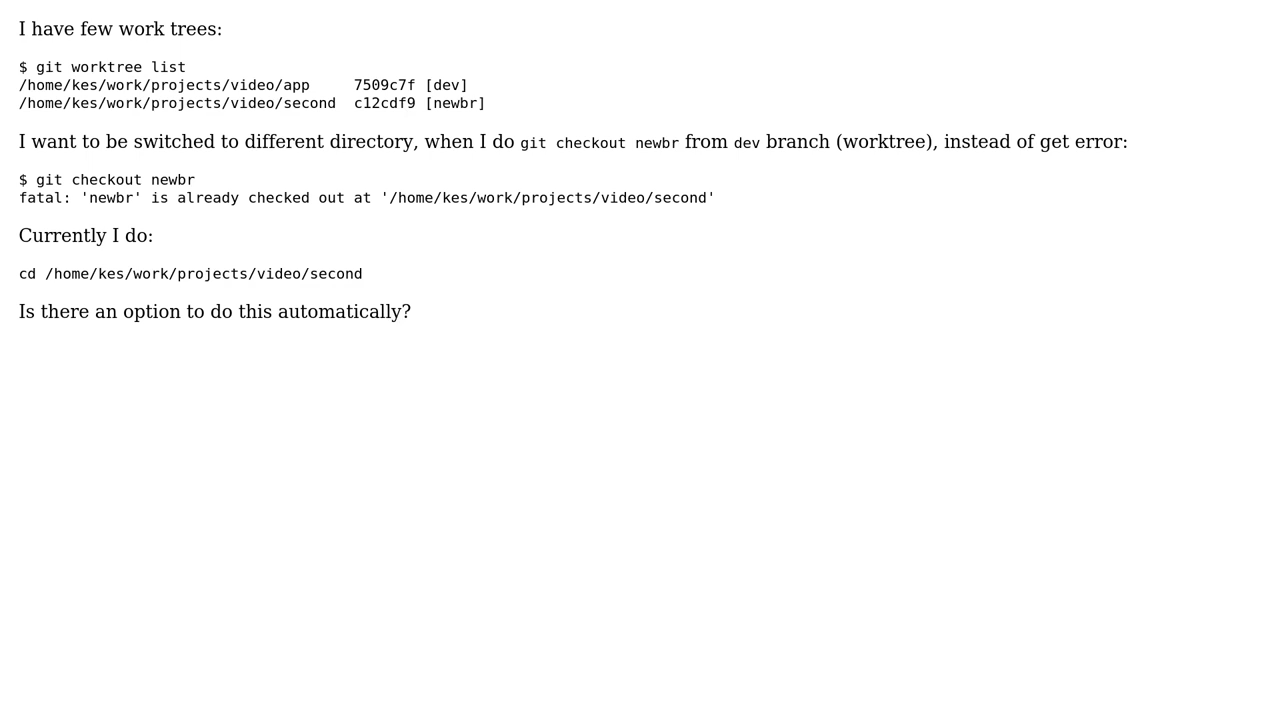 I have few work trees:
$ git worktree list
/home/kes/work/projects/video/app     7509c7f [dev]
/home/kes/work/projects/video/second  c12cdf9 [newbr]
I want to be switched to different directory, when I do git checkout newbr from dev branch (worktree), instead of get error:
$ git checkout newbr
fatal: 'newbr' is already checked out at '/home/kes/work/projects/video/second'
Currently I do:
cd /home/kes/work/projects/video/second
Is there an option to do this automatically?